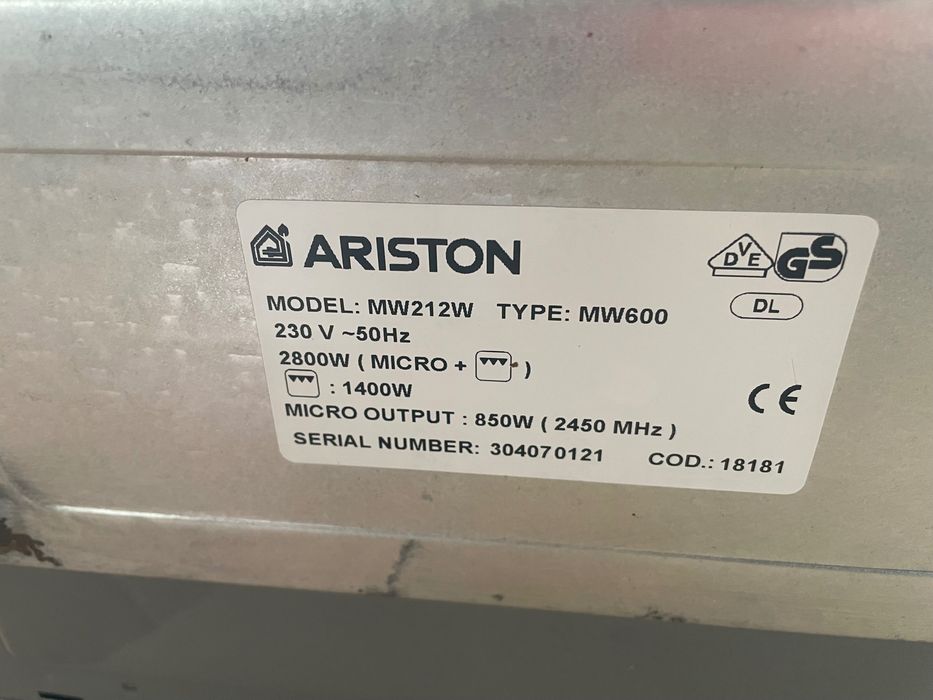 ARISTON
DVE GS
MODEL: MW212W TYPE: MW600
DL
230 V ~50Hz
2800W ( MICRO + )
: 1400W
CE
MICRO OUTPUT : 850W ( 2450 MHz )
SERIAL NUMBER: 304070121 COD.: 18181